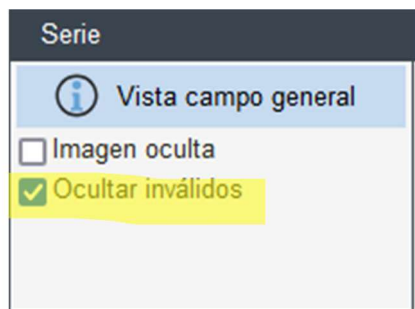 Serie
Vista campo general
Imagen oculta
Ocultar inválidos